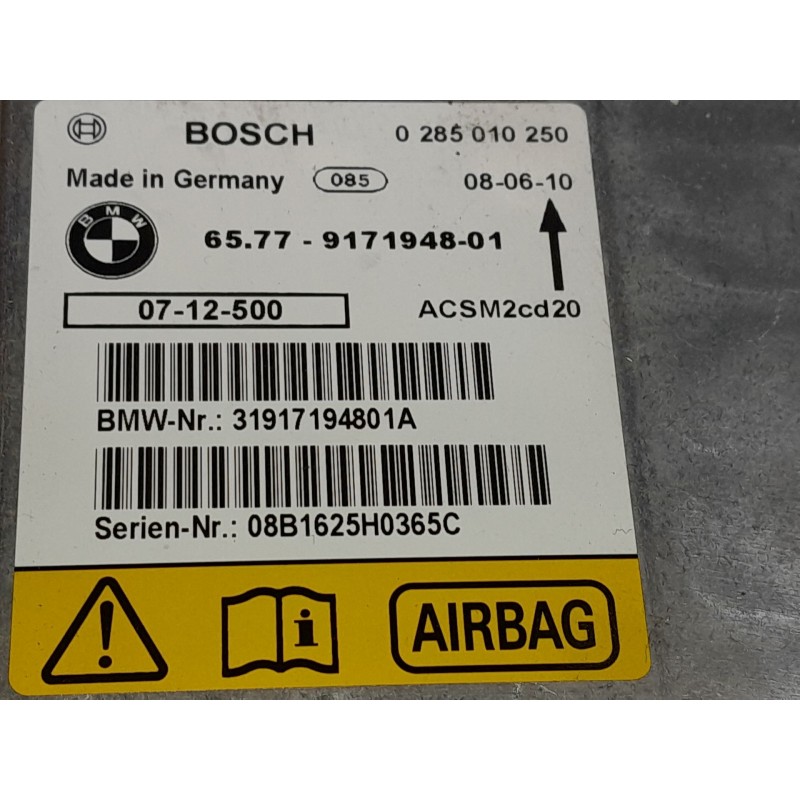 BOSCH 0 285 010 250
Made in Germany 085 08-06-10
BMW 65.77 - 9171948-01
07-12-500 ACSM2cd20
BMW-Nr.: 31917194801A
Serien-Nr.: 08B1625H0365C
! i AIRBAG